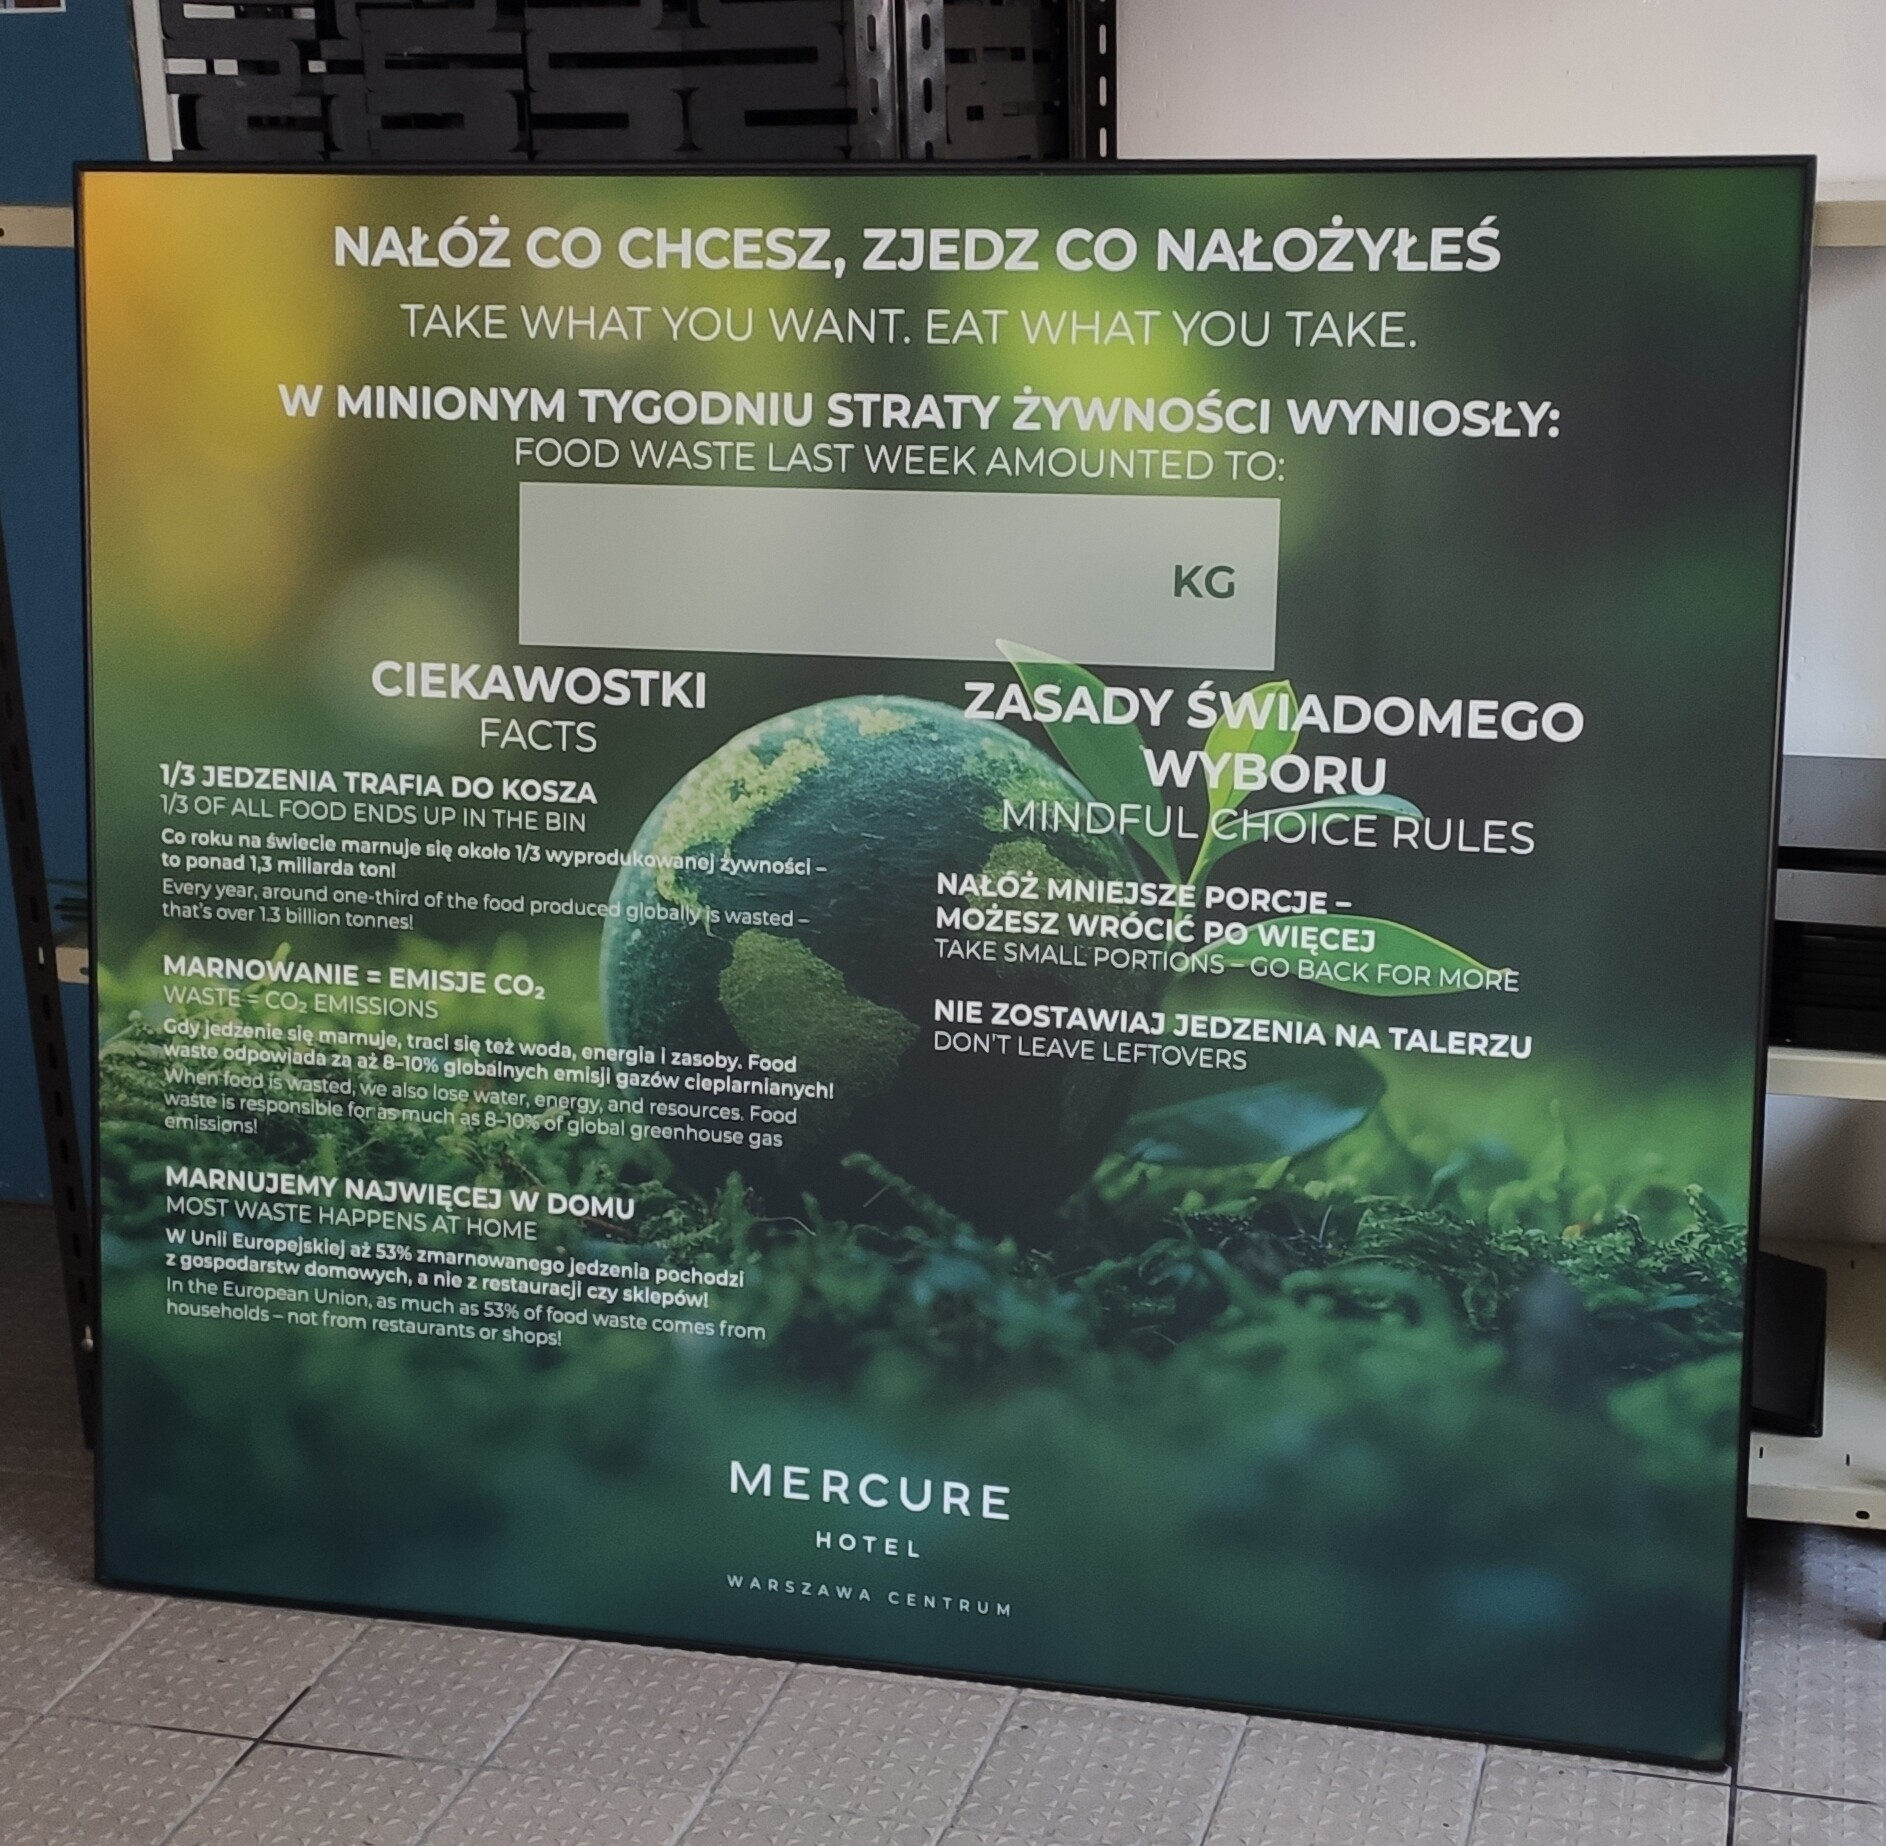 NAŁÓŻ CO CHCESZ, ZJEDZ CO NAŁOŻYŁEŚ
TAKE WHAT YOU WANT. EAT WHAT YOU TAKE.
W MINIONYM TYGODNIU STRATY ŻYWNOŚCI WYNIOSŁY:
FOOD WASTE LAST WEEK AMOUNTED TO:
KG
CIEKAWOSTKI
FACTS
1/3 JEDZENIA TRAFIA DO KOSZA
1/3 OF ALL FOOD ENDS UP IN THE BIN
Co roku na świecie marnuje się około 1/3 wyprodukowanej żywności –
to ponad 1,3 miliarda ton!
Every year, around one-third of the food produced globally is wasted –
that's over 1.3 billion tonnes!
MARNOWANIE = EMISJE CO₂
WASTE = CO₂ EMISSIONS
Gdy jedzenie się marnuje, traci się też woda, energia i zasoby. Food
waste odpowiada za aż 8–10% globalnych emisji gazów cieplarnianych!
When food is wasted, we also lose water, energy, and resources. Food
waste is responsible for as much as 8–10% of global greenhouse gas
emissions!
MARNUJEMY NAJWIĘCEJ W DOMU
MOST WASTE HAPPENS AT HOME
W Unii Europejskiej aż 53% zmarnowanego jedzenia pochodzi
z gospodarstw domowych, a nie z restauracji czy sklepów!
In the European Union, as much as 53% of food waste comes from
households – not from restaurants or shops!
ZASADY ŚWIADOMEGO
WYBORU
MINDFUL CHOICE RULES
NAŁÓŻ MNIEJSZE PORCJE –
MOŻESZ WRÓCIĆ PO WIĘCEJ
TAKE SMALL PORTIONS – GO BACK FOR MORE
NIE ZOSTAWIAJ JEDZENIA NA TALERZU
DON'T LEAVE LEFTOVERS
MERCURE
HOTEL
WARSZAWA CENTRUM